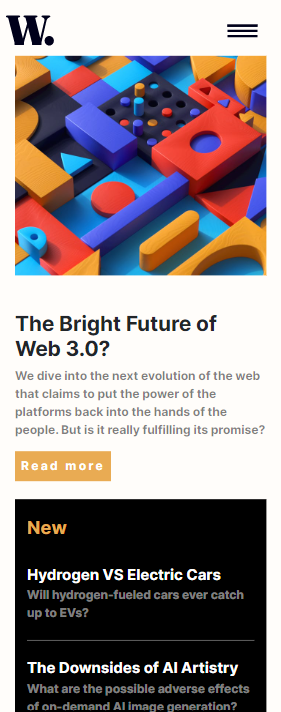 W.
The Bright Future of
Web 3.0?
We dive into the next evolution of the web
that claims to put the power of the
platforms back into the hands of the
people. But is it really fulfilling its promise?
Read more
New
Hydrogen VS Electric Cars
Will hydrogen-fueled cars ever catch
up to EVs?
The Downsides of AI Artistry
What are the possible adverse effects
of on-demand AI image generation?